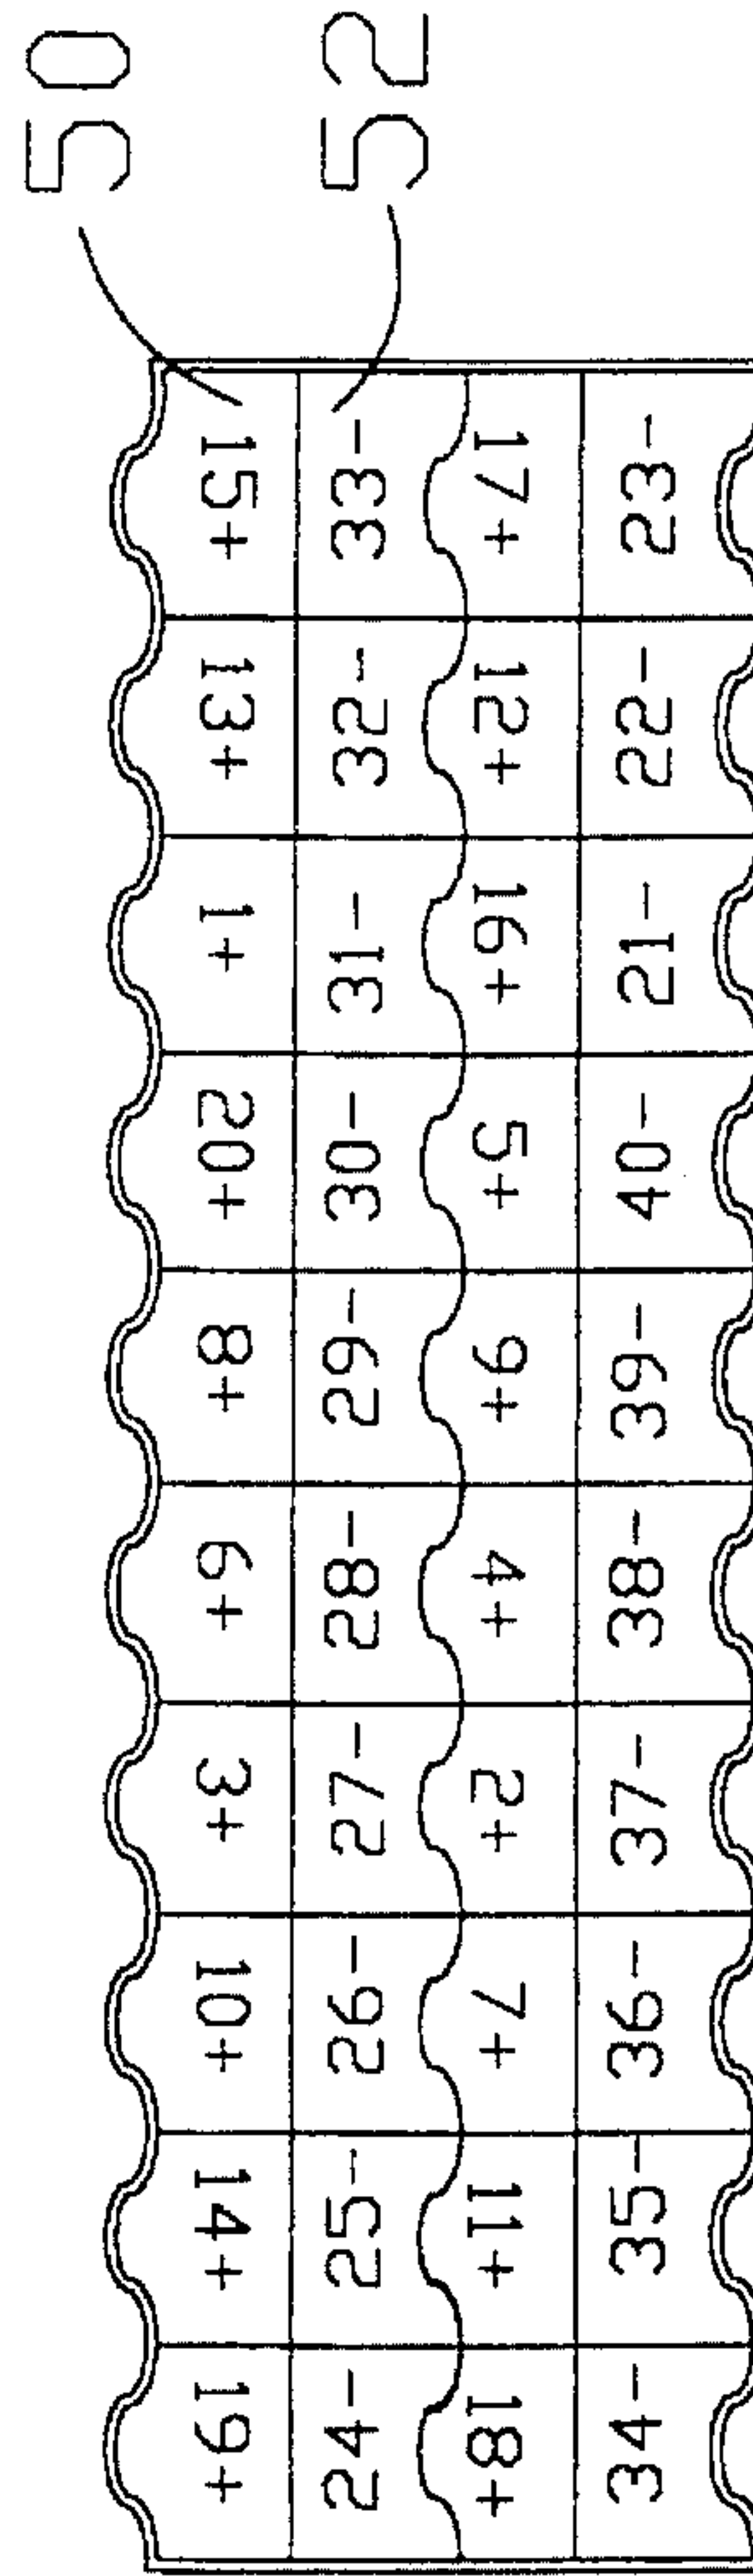 50
19+ 14+ 10+ 3+ 6+ 8+ 20+ 1+ 13+ 15+
24- 25- 26- 27- 28- 29- 30- 31- 32- 33- 52
18+ 11+ 7+ 2+ 4+ 9+ 5+ 16+ 12+ 17+
34- 35- 36- 37- 38- 39- 40- 21- 22- 23-